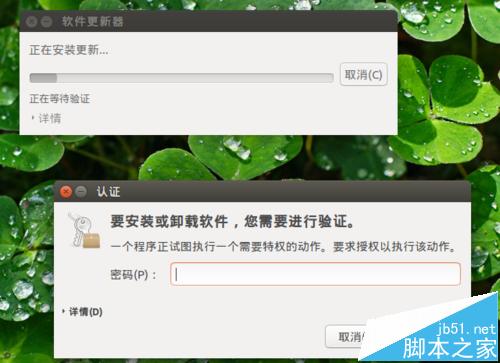 软件更新器
正在安装更新...
取消(C)
正在等待验证
详情
认证
要安装或卸载软件，您需要进行验证。
一个程序正试图执行一个需要特权的动作。要求授权以执行该动作。
密码(P)：
详情(D)
取消
jb51.net
脚本之家